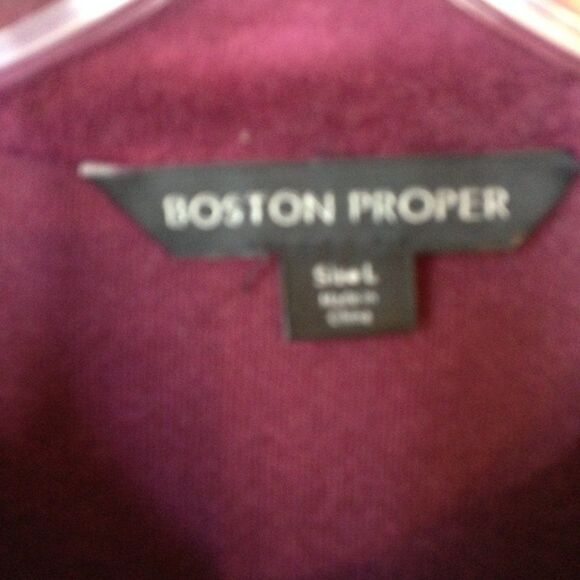 BOSTON PROPER
Size L
Made in
China